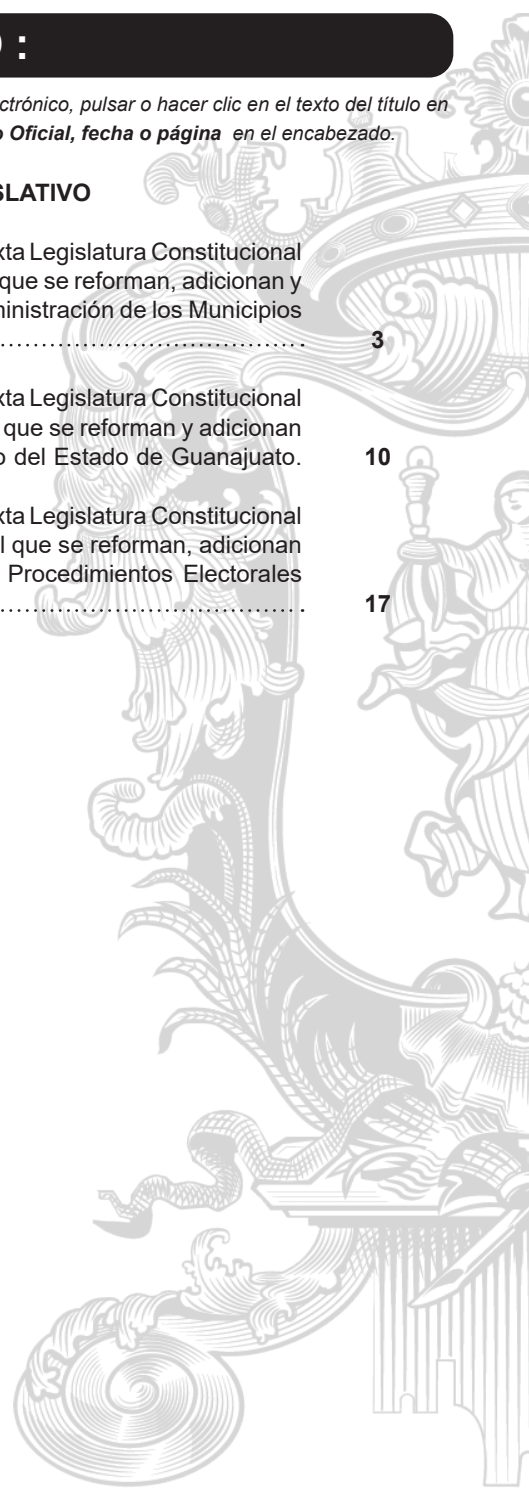 :
ctrónico, pulsar o hacer clic en el texto del título en
o Oficial, fecha o página en el encabezado.
SLATIVO
xta Legislatura Constitucional
que se reforman, adicionan y
ministración de los Municipios
........................................ 3
xta Legislatura Constitucional
que se reforman y adicionan
o del Estado de Guanajuato. 10
xta Legislatura Constitucional
l que se reforman, adicionan
Procedimientos Electorales
........................................ 17